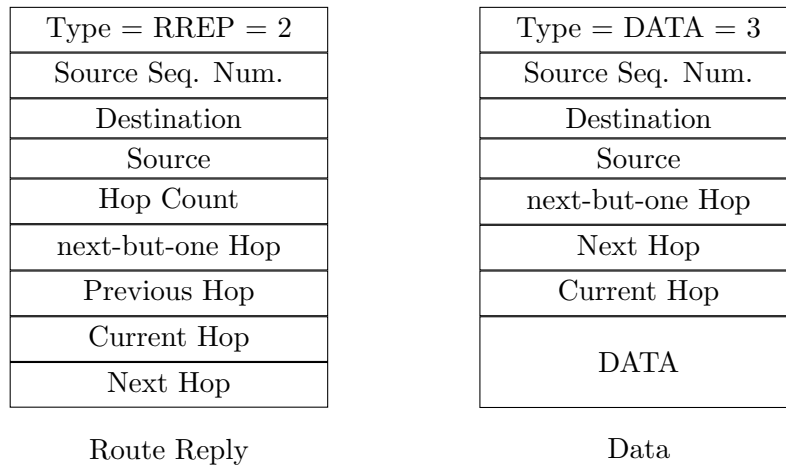 Type = RREP = 2
Source Seq. Num.
Destination
Source
Hop Count
next-but-one Hop
Previous Hop
Current Hop
Next Hop
Route Reply
Type = DATA = 3
Source Seq. Num.
Destination
Source
next-but-one Hop
Next Hop
Current Hop
DATA
Data